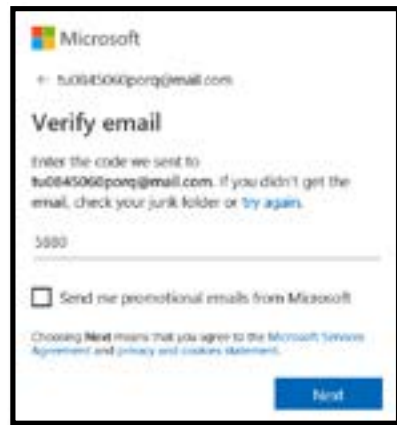 Microsoft
← tu0845060porq@mail.com
Verify email
Enter the code we sent to
tu0845060porq@mail.com. If you didn't get the
email, check your junk folder or try again.
5880
Send me promotional emails from Microsoft
Choosing Next means that you agree to the Microsoft Services
Agreement and privacy and cookies statement.
Next